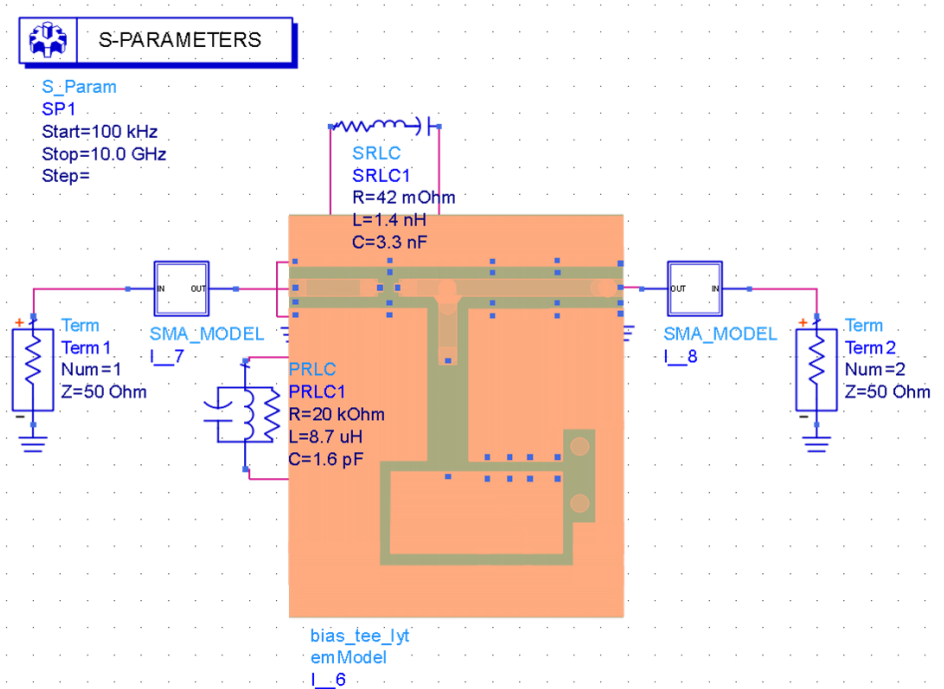 S-PARAMETERS
S_Param
SP1
Start=100 kHz
Stop=10.0 GHz
Step=
SRLC
SRLC1
R=42 mOhm
L=1.4 nH
C=3.3 nF
IN OUT
SMA_MODEL
I__7
OUT IN
SMA_MODEL
I__8
+
Term
Term1
Num=1
Z=50 Ohm
-
+
Term
Term2
Num=2
Z=50 Ohm
-
PRLC
PRLC1
R=20 kOhm
L=8.7 uH
C=1.6 pF
bias_tee_lyt
emModel
I__6